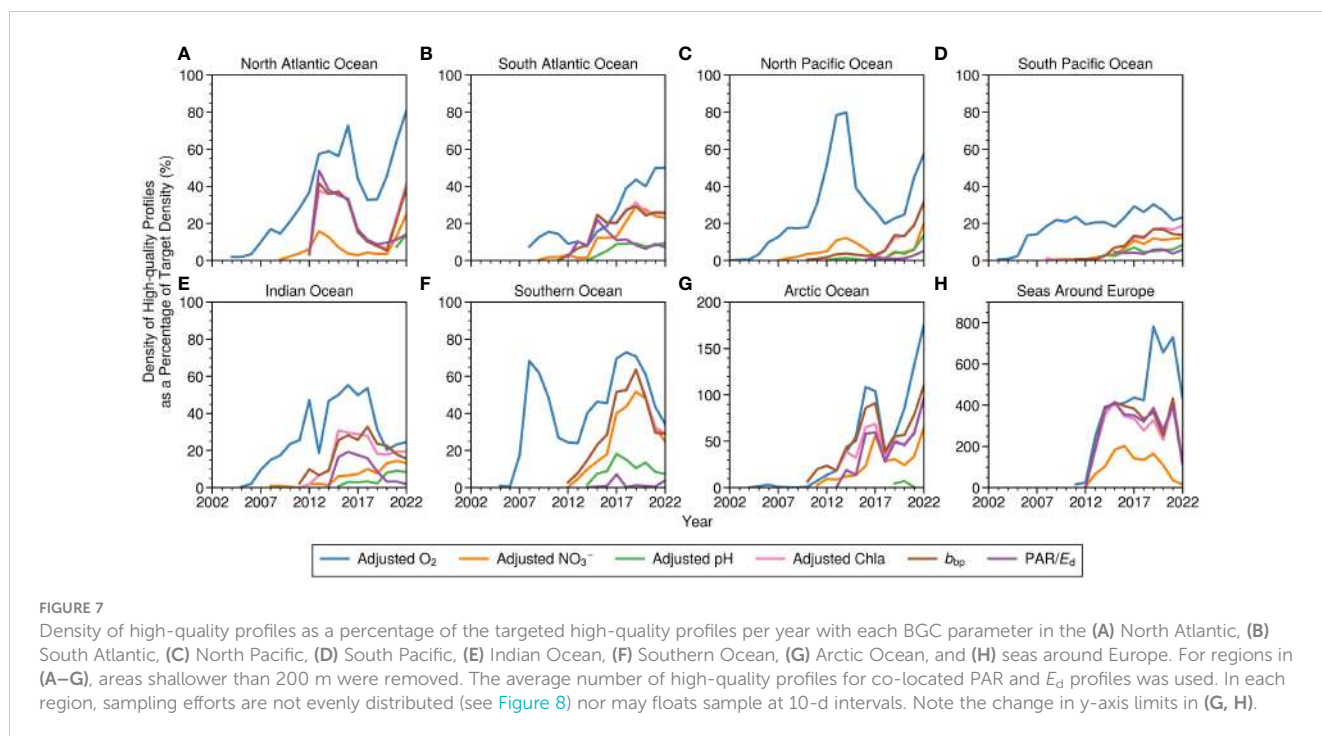 A
North Atlantic Ocean
B
South Atlantic Ocean
C
North Pacific Ocean
D
South Pacific Ocean
Density of High-quality Profiles
as a Percentage of Target Density (%)
100
80
60
40
20
0
100
80
60
40
20
0
100
80
60
40
20
0
100
80
60
40
20
0
E
Indian Ocean
F
Southern Ocean
G
Arctic Ocean
H
Seas Around Europe
100
80
60
40
20
0
100
80
60
40
20
0
200
150
100
50
0
800
600
400
200
0
2002 2007 2012 2017 2022
2002 2007 2012 2017 2022
2002 2007 2012 2017 2022
2002 2007 2012 2017 2022
Year
Adjusted O₂ Adjusted NO₃⁻ Adjusted pH Adjusted Chla bbp PAR/Ed
FIGURE 7
Density of high-quality profiles as a percentage of the targeted high-quality profiles per year with each BGC parameter in the (A) North Atlantic, (B)
South Atlantic, (C) North Pacific, (D) South Pacific, (E) Indian Ocean, (F) Southern Ocean, (G) Arctic Ocean, and (H) seas around Europe. For regions in
(A–G), areas shallower than 200 m were removed. The average number of high-quality profiles for co-located PAR and Ed profiles was used. In each
region, sampling efforts are not evenly distributed (see Figure 8) nor may floats sample at 10-d intervals. Note the change in y-axis limits in (G, H).